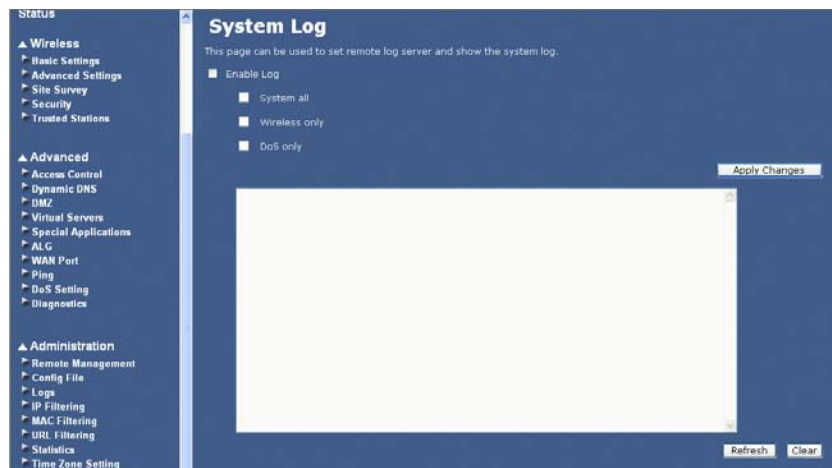 Status
Wireless
Basic Settings
Advanced Settings
Site Survey
Security
Trusted Stations
Advanced
Access Control
Dynamic DNS
DMZ
Virtual Servers
Special Applications
ALG
WAN Port
Ping
DoS Setting
Diagnostics
Administration
Remote Management
Config File
Logs
IP Filtering
MAC Filtering
URL Filtering
Statistics
Time Zone Setting
System Log
This page can be used to set remote log server and show the system log.
Enable Log
System all
Wireless only
DoS only
Apply Changes
Refresh Clear